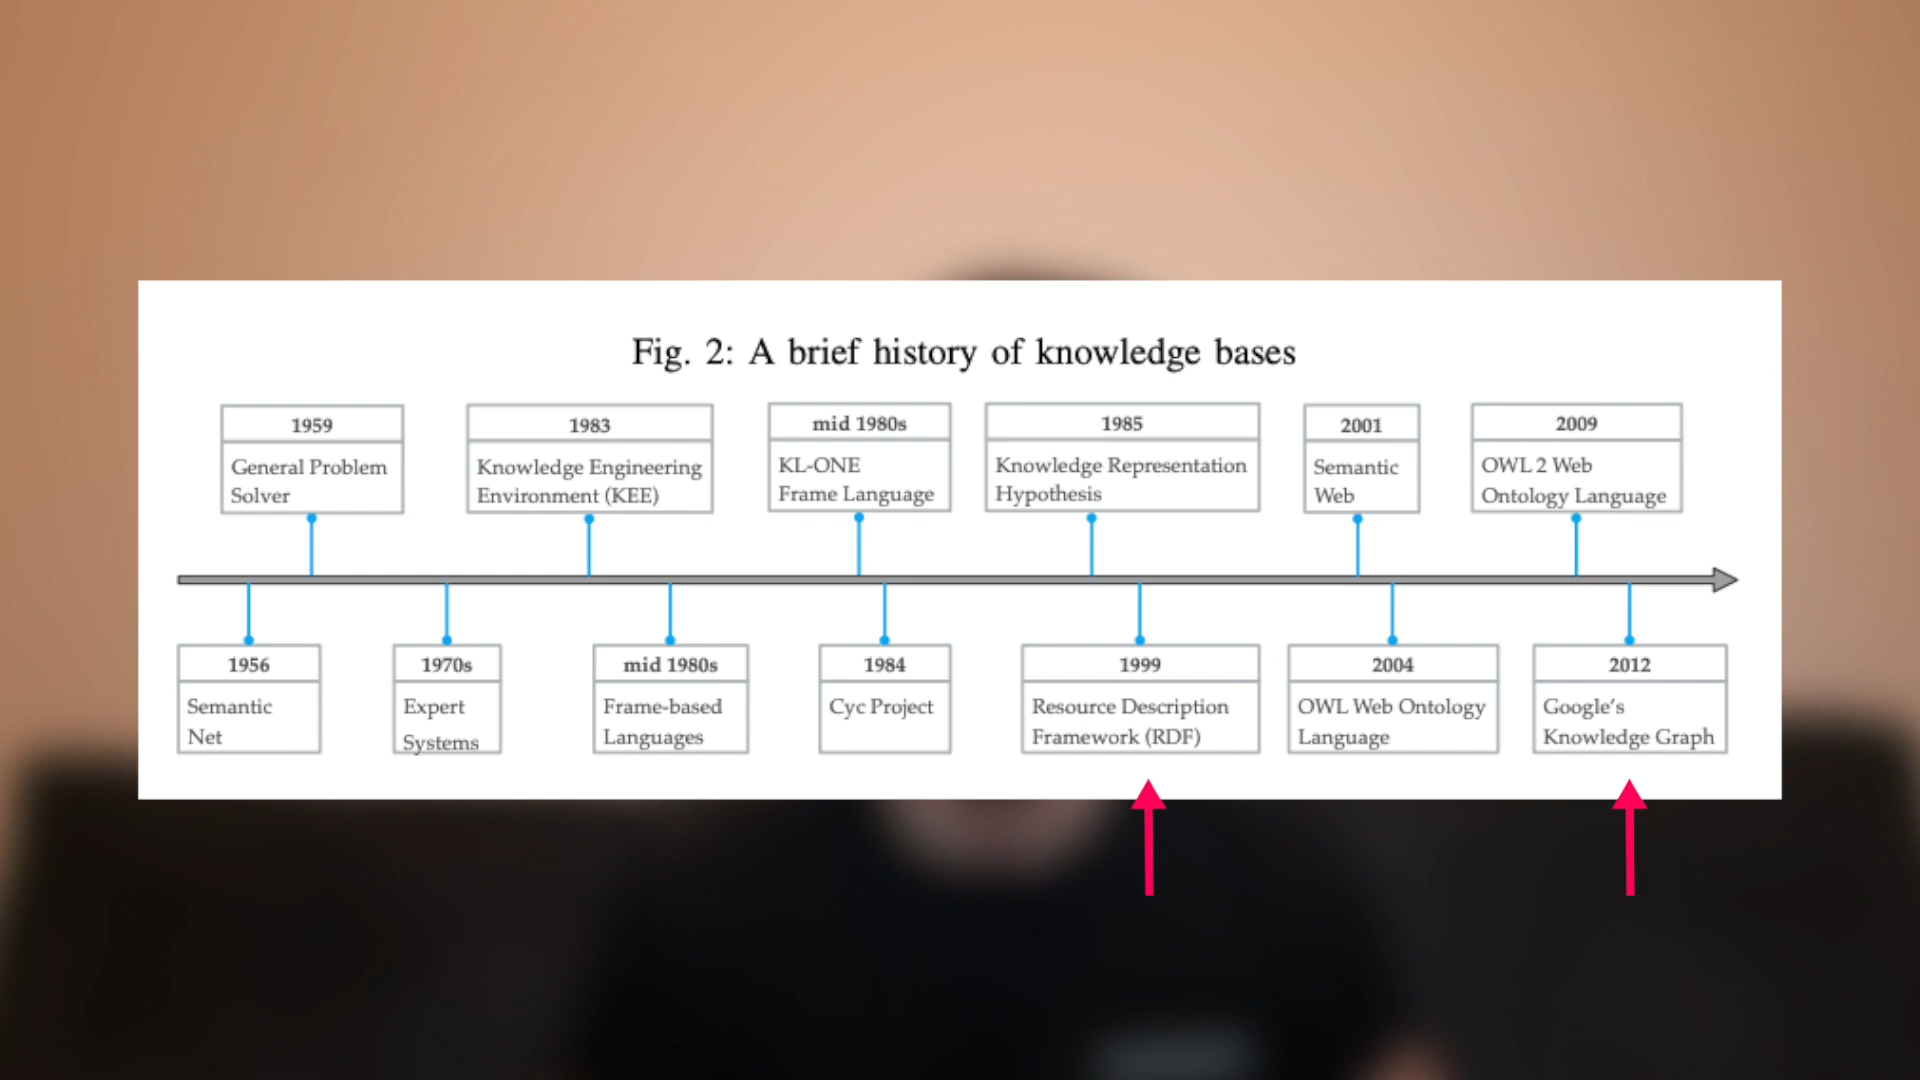 Fig. 2: A brief history of knowledge bases
1959
General Problem
Solver
1983
Knowledge Engineering
Environment (KEE)
mid 1980s
KL-ONE
Frame Language
1985
Knowledge Representation
Hypothesis
2001
Semantic
Web
2009
OWL 2 Web
Ontology Language
1956
Semantic
Net
1970s
Expert
Systems
mid 1980s
Frame-based
Languages
1984
Cyc Project
1999
Resource Description
Framework (RDF)
2004
OWL Web Ontology
Language
2012
Google's
Knowledge Graph